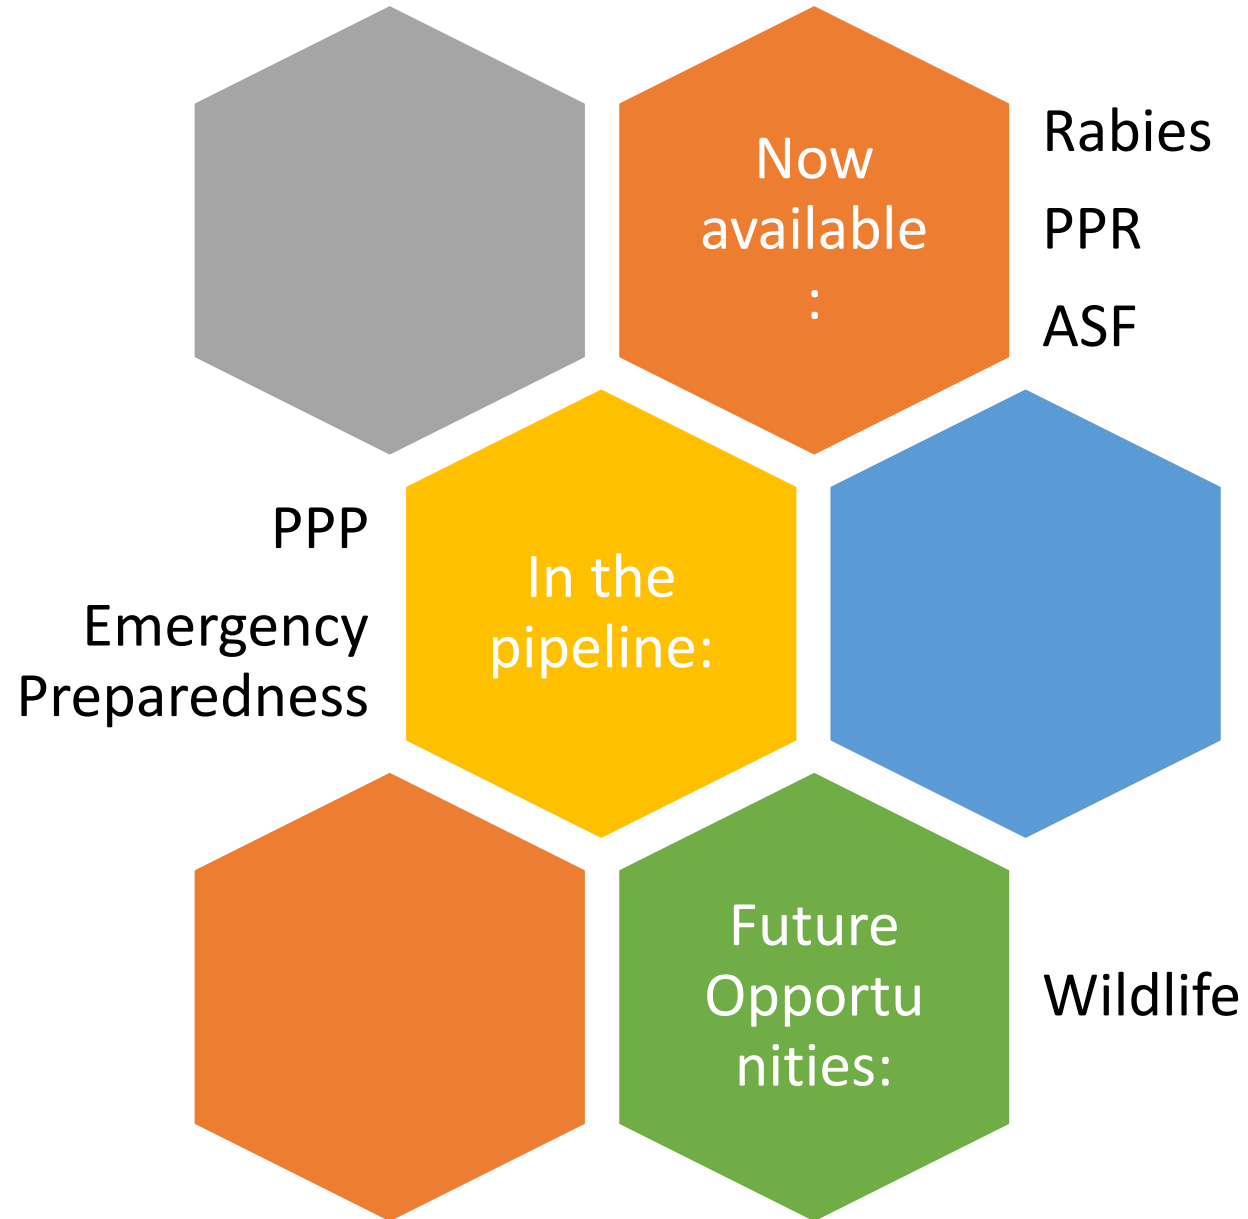 Now
available
:
Rabies
PPR
ASF
PPP
Emergency
Preparedness
In the
pipeline:
Future
Opportu
nities:
Wildlife